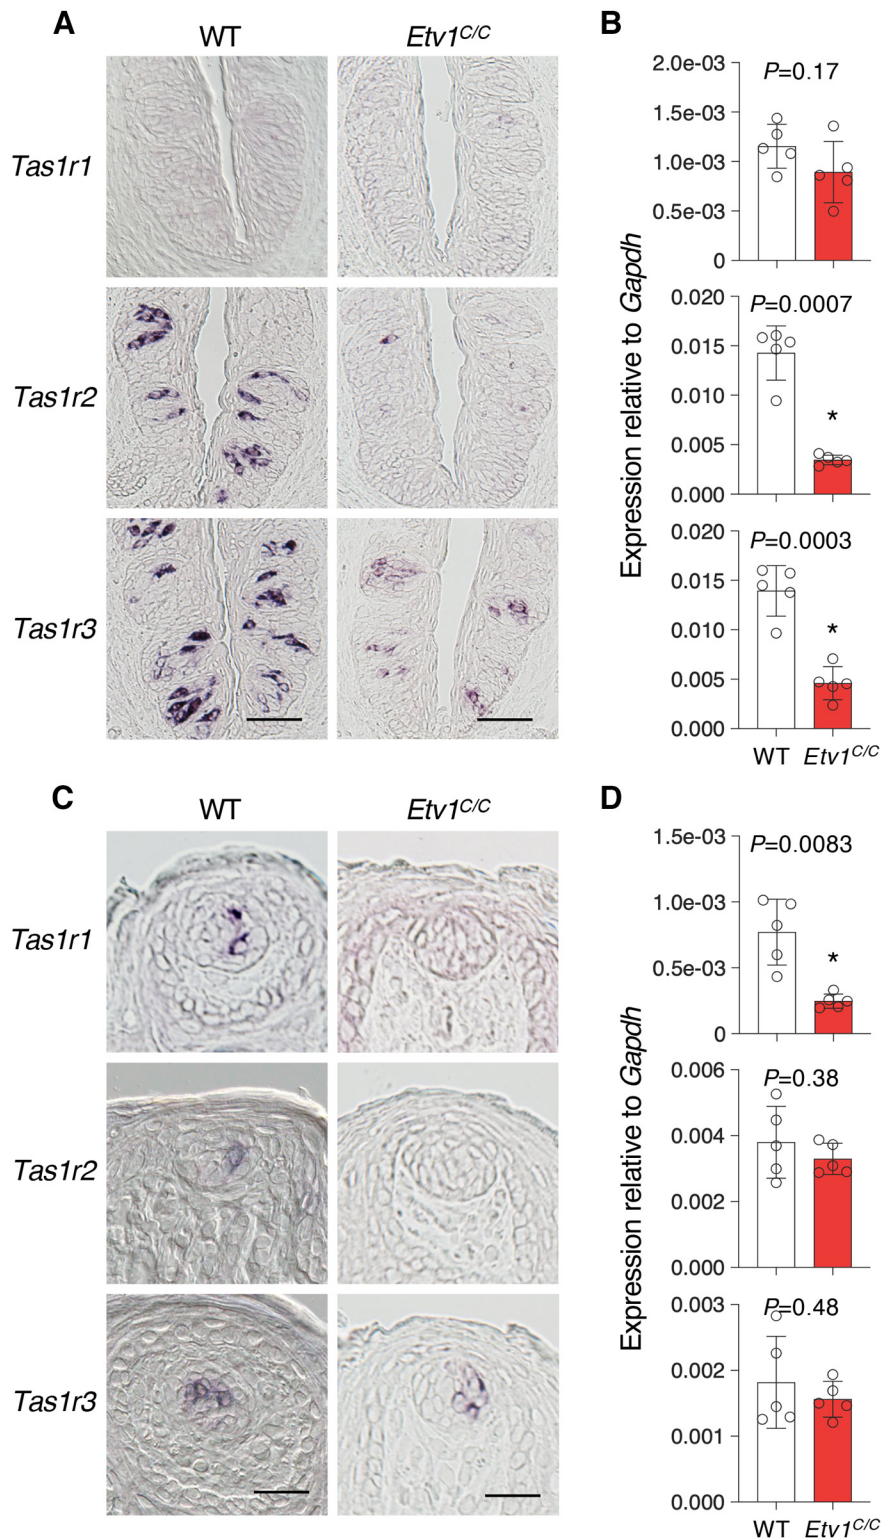 A
WT
Etv1C/C
Tas1r1
Tas1r2
Tas1r3
B
Expression relative to Gapdh
2.0e-03
P=0.17
1.5e-03
1.0e-03
0.5e-03
0
0.020
P=0.0007
0.015
0.010
*
0.005
0.000
0.020
P=0.0003
0.015
0.010
*
0.005
0.000
WT
Etv1C/C
C
WT
Etv1C/C
Tas1r1
Tas1r2
Tas1r3
D
Expression relative to Gapdh
1.5e-03
P=0.0083
1.0e-03
*
0.5e-03
0
0.006
P=0.38
0.004
0.002
0.000
0.003
P=0.48
0.002
0.001
0.000
WT
Etv1C/C